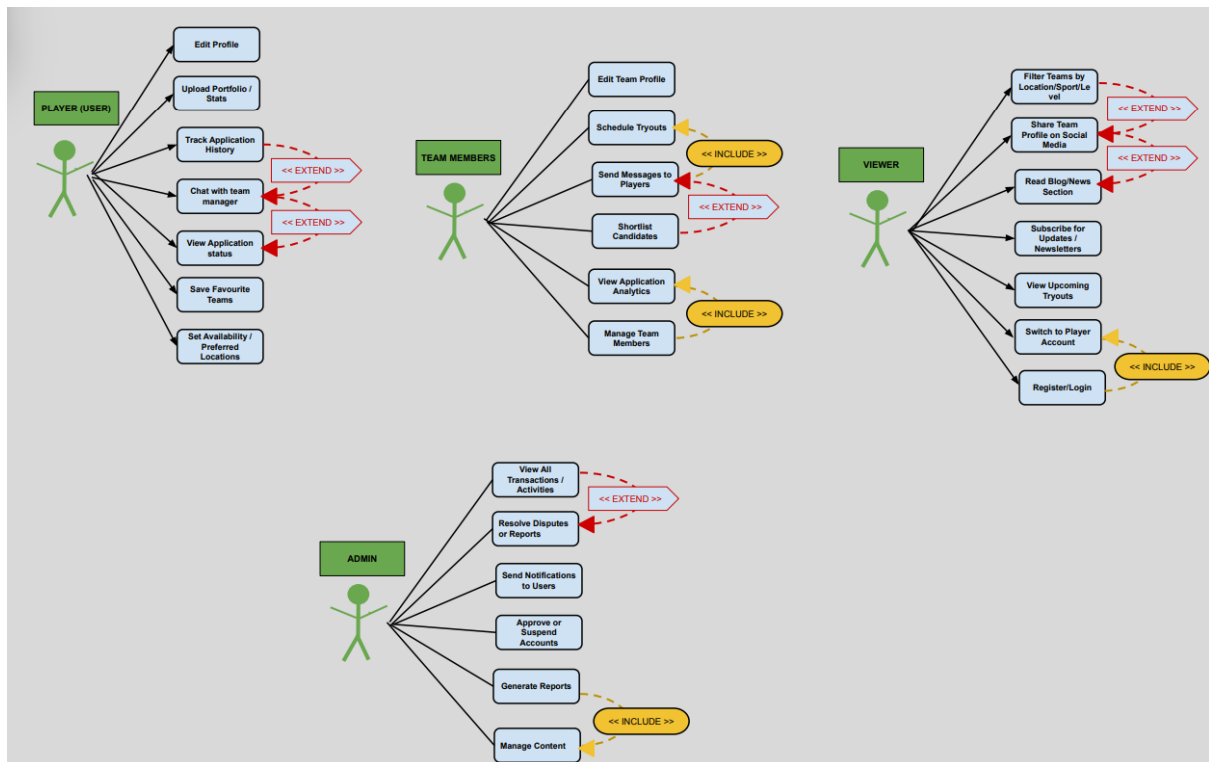 PLAYER (USER)
Edit Profile
Upload Portfolio /
Stats
Track Application
History
<< EXTEND >>
Chat with team
manager
<< EXTEND >>
View Application
status
Save Favourite
Teams
Set Availability /
Preferred
Locations
TEAM MEMBERS
Edit Team Profile
Schedule Tryouts
<< INCLUDE >>
Send Messages to
Players
<< EXTEND >>
Shortlist
Candidates
View Application
Analytics
<< INCLUDE >>
Manage Team
Members
VIEWER
Filter Teams by
Location/Sport/Le
vel
<< EXTEND >>
Share Team
Profile on Social
Media
<< EXTEND >>
Read Blog/News
Section
Subscribe for
Updates /
Newsletters
View Upcoming
Tryouts
Switch to Player
Account
<< INCLUDE >>
Register/Login
ADMIN
View All
Transactions /
Activities
<< EXTEND >>
Resolve Disputes
or Reports
Send Notifications
to Users
Approve or
Suspend
Accounts
Generate Reports
<< INCLUDE >>
Manage Content